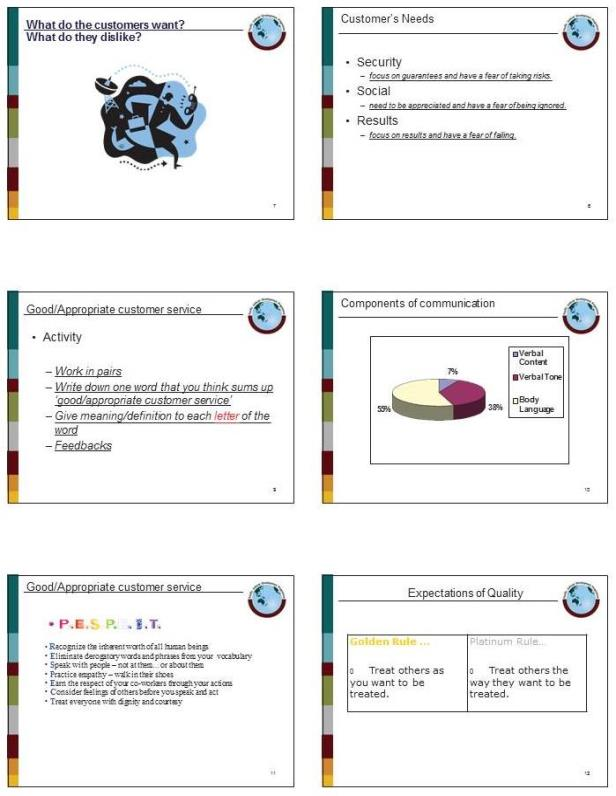 What do the customers want?
What do they dislike?
7
Customer's Needs
• Security
– focus on guarantees and have a fear of taking risks.
• Social
– need to be appreciated and have a fear of being ignored.
• Results
– focus on results and have a fear of failing.
8
Good/Appropriate customer service
• Activity
– Work in pairs
– Write down one word that you think sums up
'good/appropriate customer service'
– Give meaning/definition to each letter of the
word
– Feedbacks
9
Components of communication
7%
38%
55%
Verbal
Content
Verbal Tone
Body
Language
10
Good/Appropriate customer service
• R.E.S.P.E.C.T.
• Recognize the inherent worth of all human beings
• Eliminate derogatory words and phrases from your vocabulary
• Speak with people – not at them... or about them
• Practice empathy – walk in their shoes
• Earn the respect of your co-workers through your actions
• Consider feelings of others before you speak and act
• Treat everyone with dignity and courtesy
11
Expectations of Quality
Golden Rule ...
Treat others as
you want to be
treated.
Platinum Rule...
Treat others the
way they want to be
treated.
12